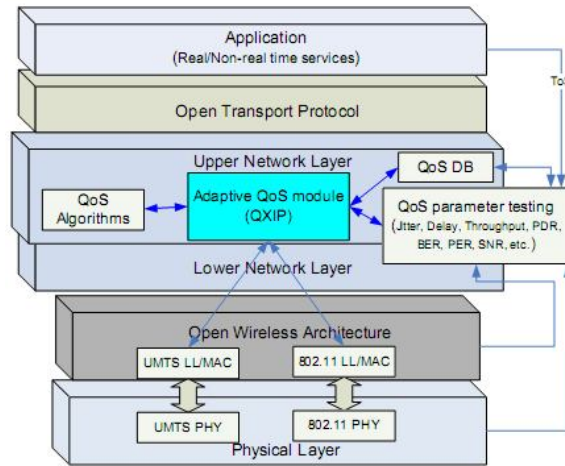 Application
(Real/Non-real time services)
ToS
Open Transport Protocol
Upper Network Layer
QoS DB
QoS
Algorithms
Adaptive QoS module
(QXIP)
QoS parameter testing
(Jitter, Delay, Throughput, PDR,
BER, PER, SNR, etc.)
Lower Network Layer
Open Wireless Architecture
UMTS LL/MAC
802.11 LL/MAC
UMTS PHY
802.11 PHY
Physical Layer